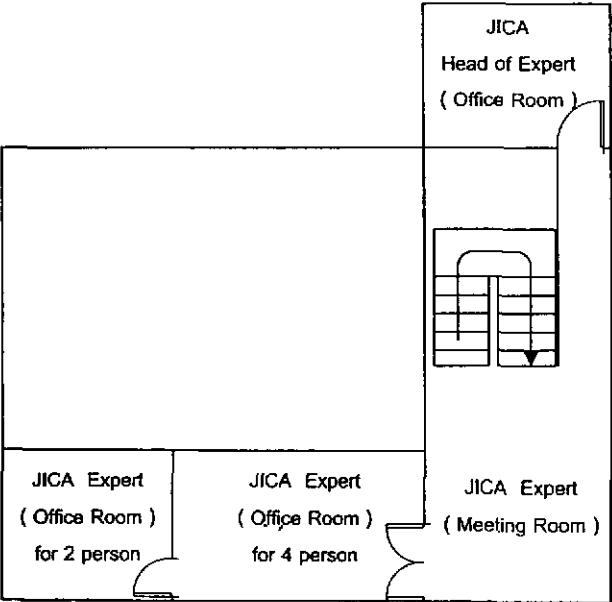 JICA
Head of Expert
( Office Room )
JICA Expert
( Office Room )
for 2 person
JICA Expert
( Office Room )
for 4 person
JICA Expert
( Meeting Room )